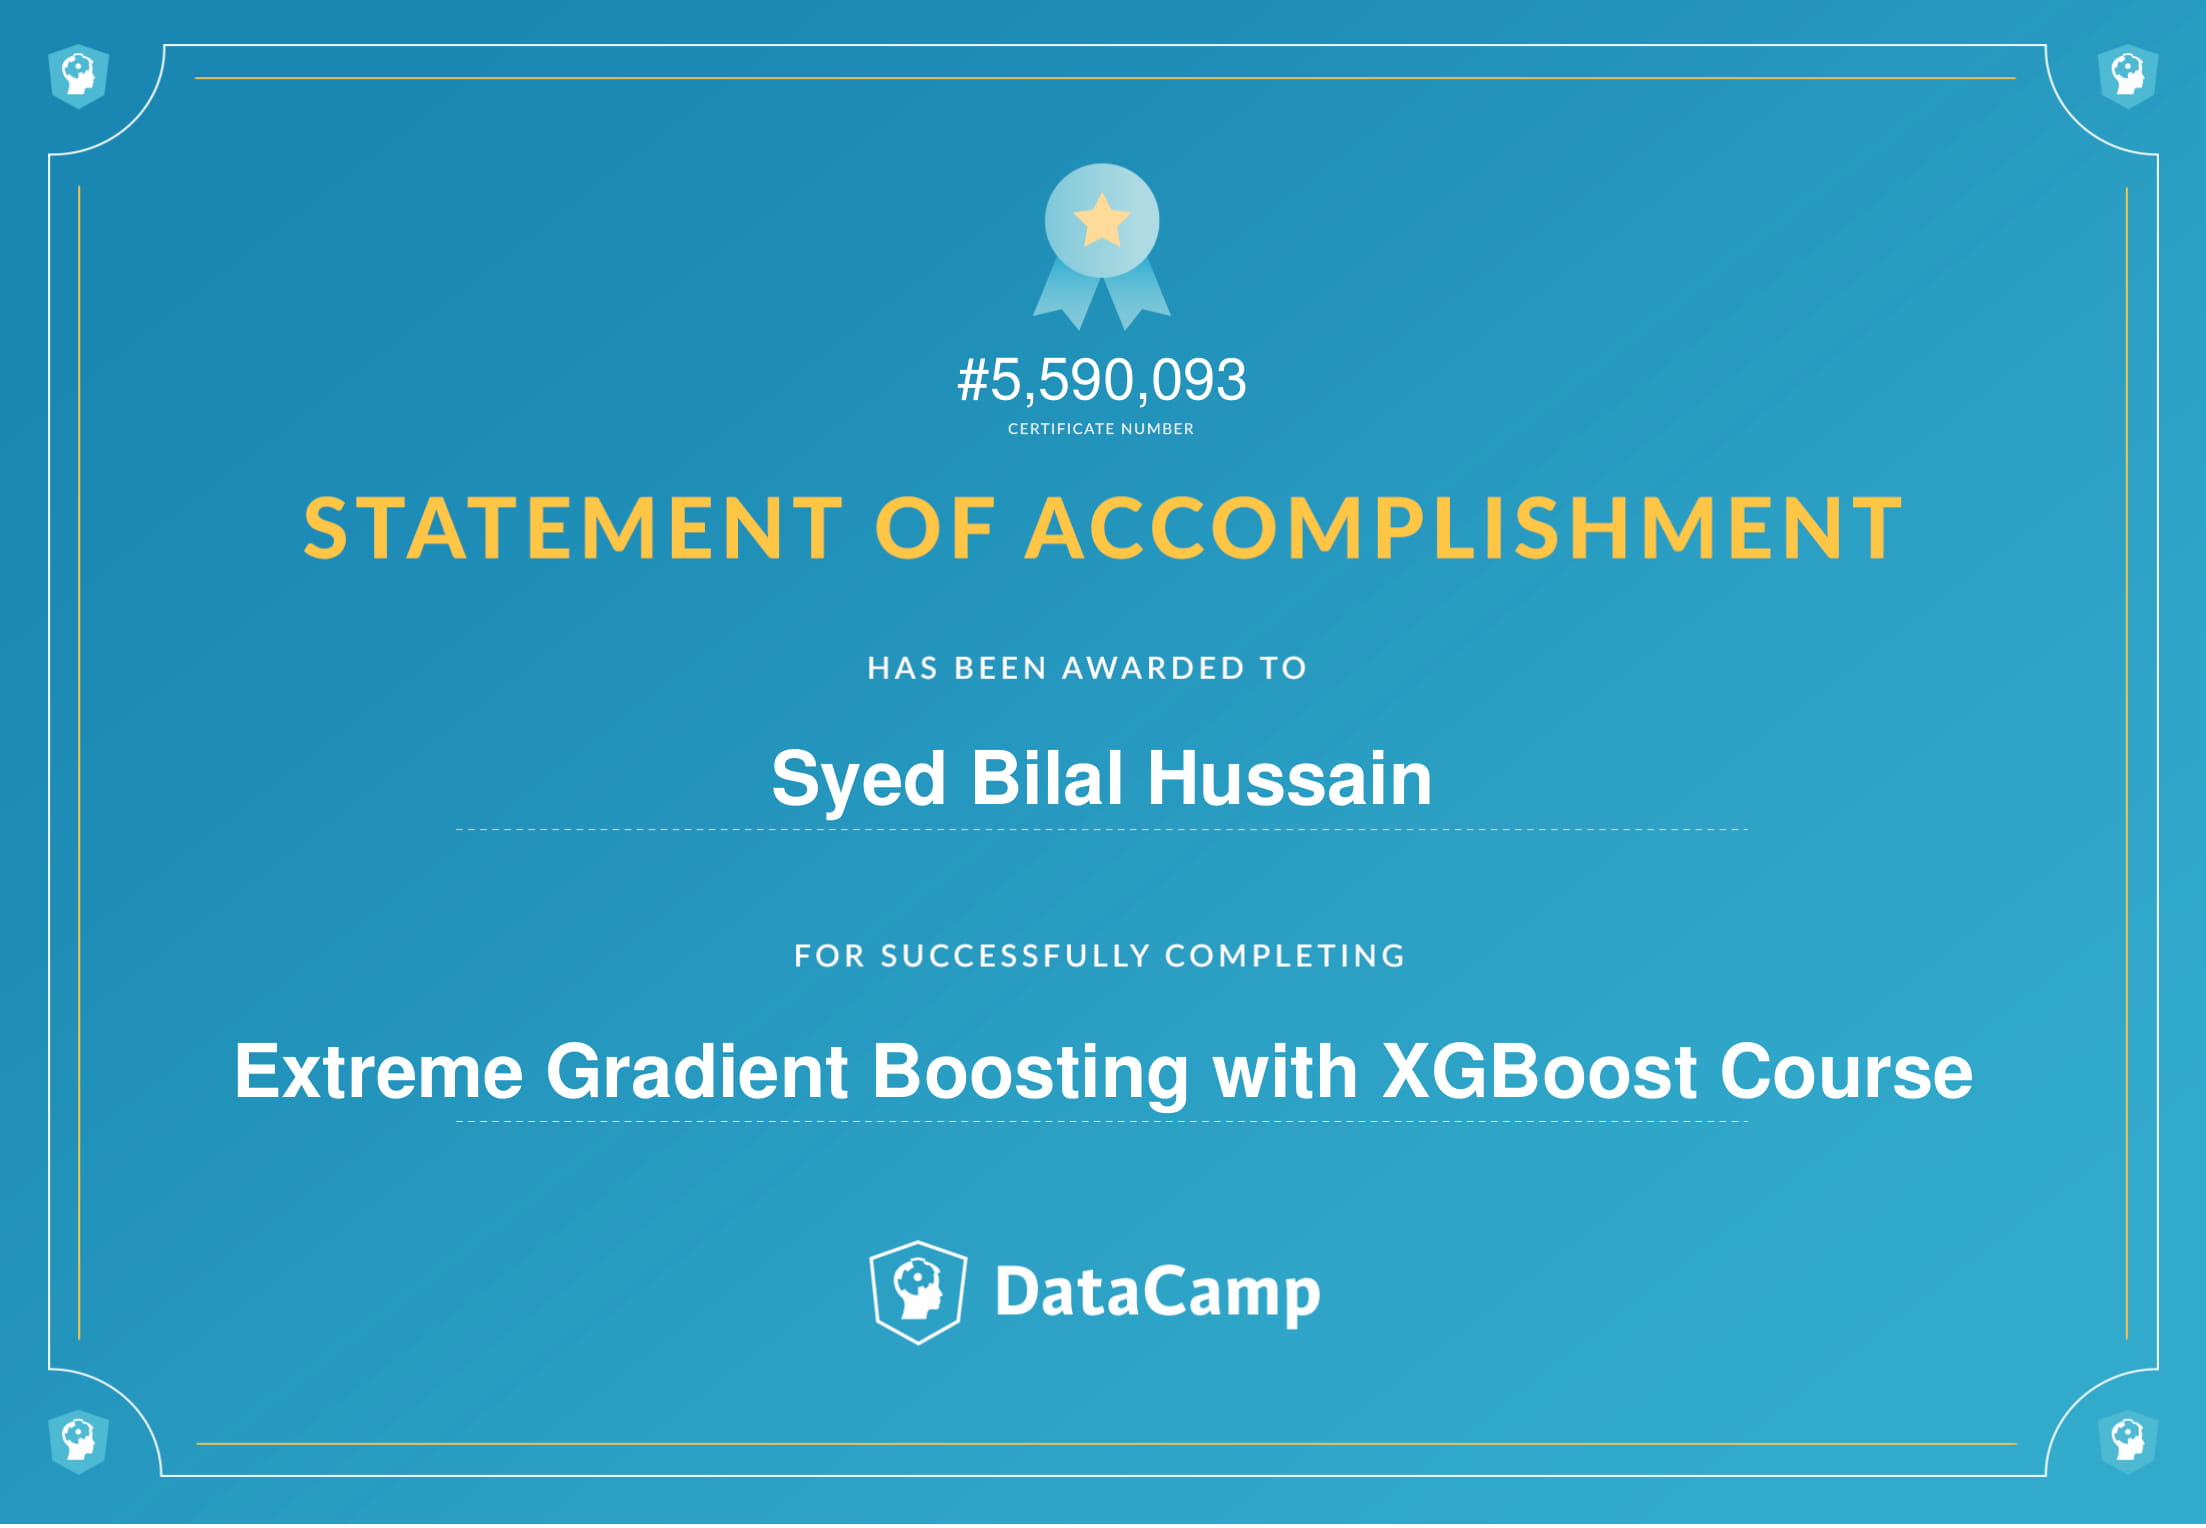 #5,590,093
CERTIFICATE NUMBER
STATEMENT OF ACCOMPLISHMENT
HAS BEEN AWARDED TO
Syed Bilal Hussain
FOR SUCCESSFULLY COMPLETING
Extreme Gradient Boosting with XGBoost Course
DataCamp